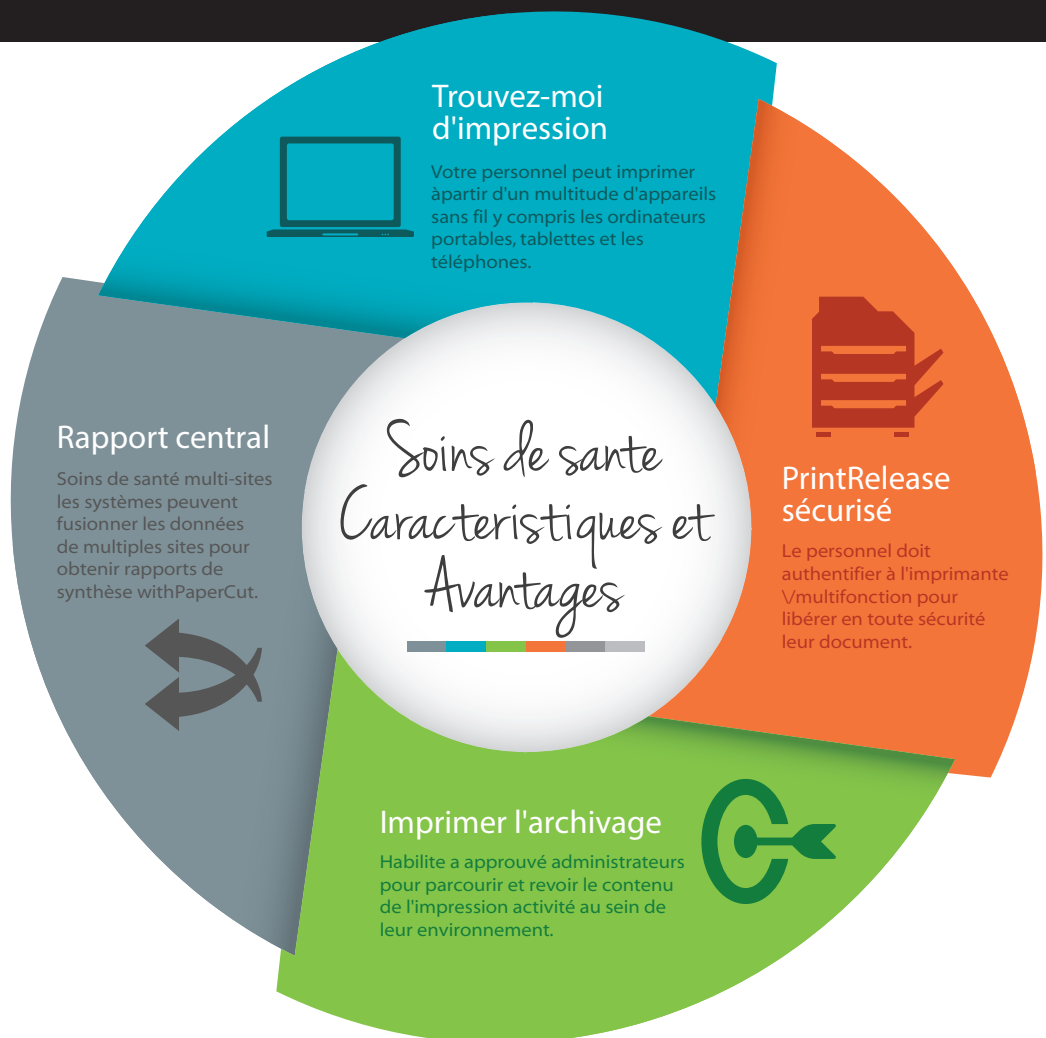 Trouvez-moi
d'impression
Votre personnel peut imprimer
àpartir d'un multitude d'appareils
sans fil y compris les ordinateurs
portables, tablettes et les
téléphones.
PrintRelease
sécurisé
Le personnel doit
authentifier à l'imprimante
\/multifonction pour
libérer en toute sécurité
leur document.
Rapport central
Soins de santé multi-sites
les systèmes peuvent
fusionner les données
de multiples sites pour
obtenir rapports de
synthèse withPaperCut.
Soins de sante
Caracteristiques et
Avantages
Imprimer l'archivage
Habilite a approuvé administrateurs
pour parcourir et revoir le contenu
de l'impression activité au sein de
leur environnement.